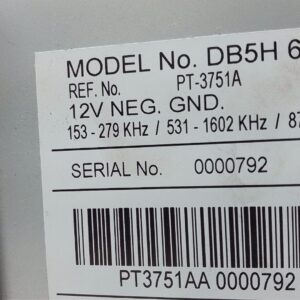 MODEL No. DB5H 6
REF. No. PT-3751A
12V NEG. GND.
153 - 279 KHz / 531 - 1602 KHz / 87
SERIAL No. 0000792
PT3751AA 0000792